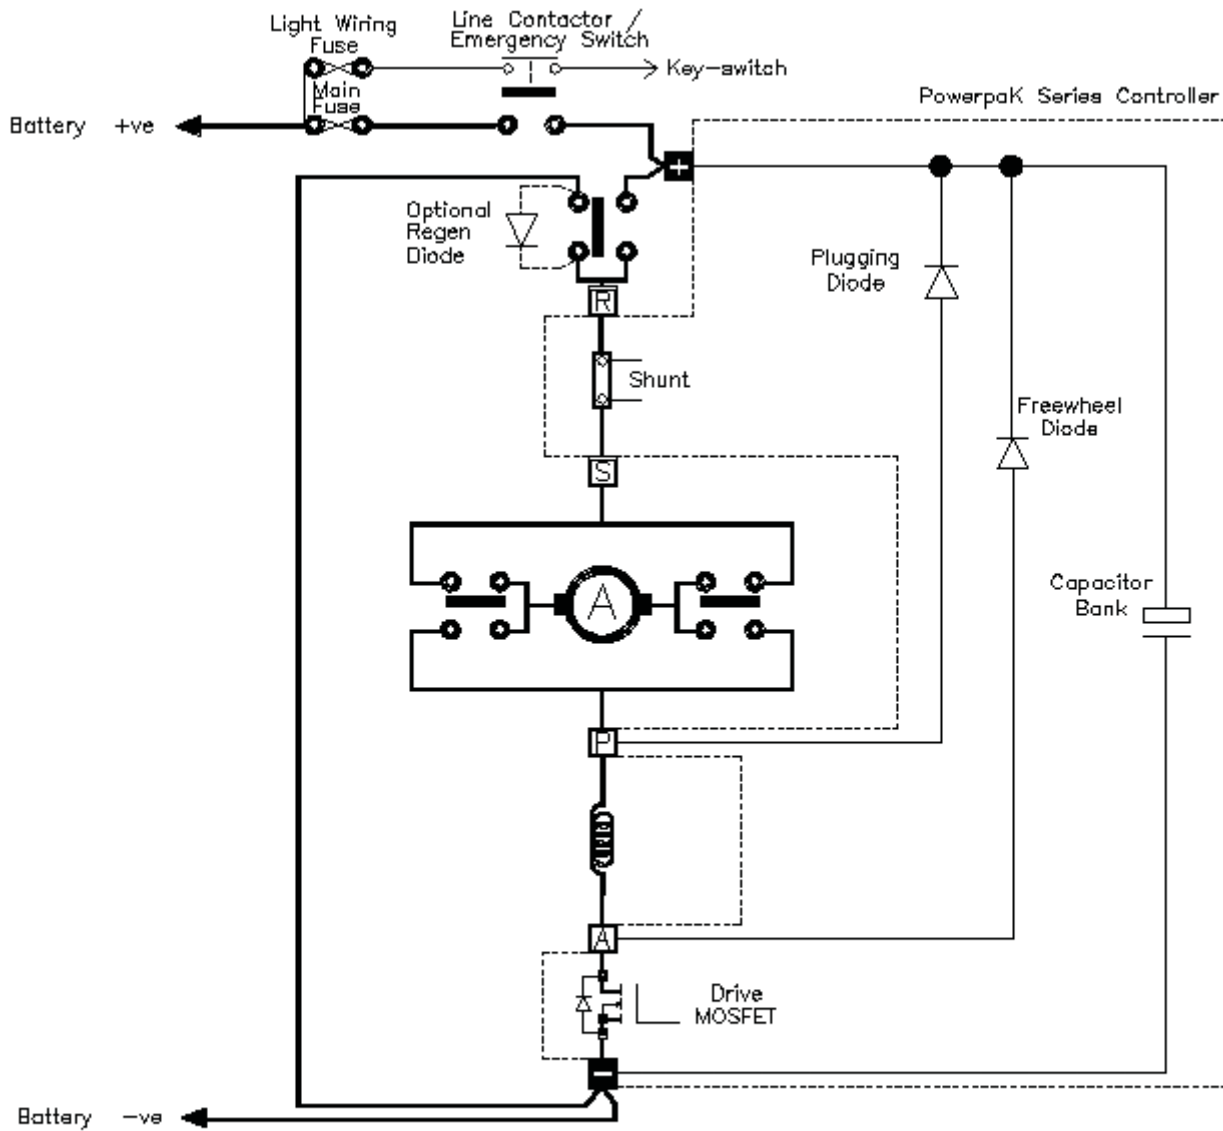 Light Wiring
Fuse
Line Contactor /
Emergency Switch
Key-switch
Main
Fuse
Battery +ve
PowerpaK Series Controller
+
Optional
Regen
Diode
Plugging
Diode
R
Shunt
Freewheel
Diode
S
A
Capacitor
Bank
P
A
Drive
MOSFET
-
Battery -ve